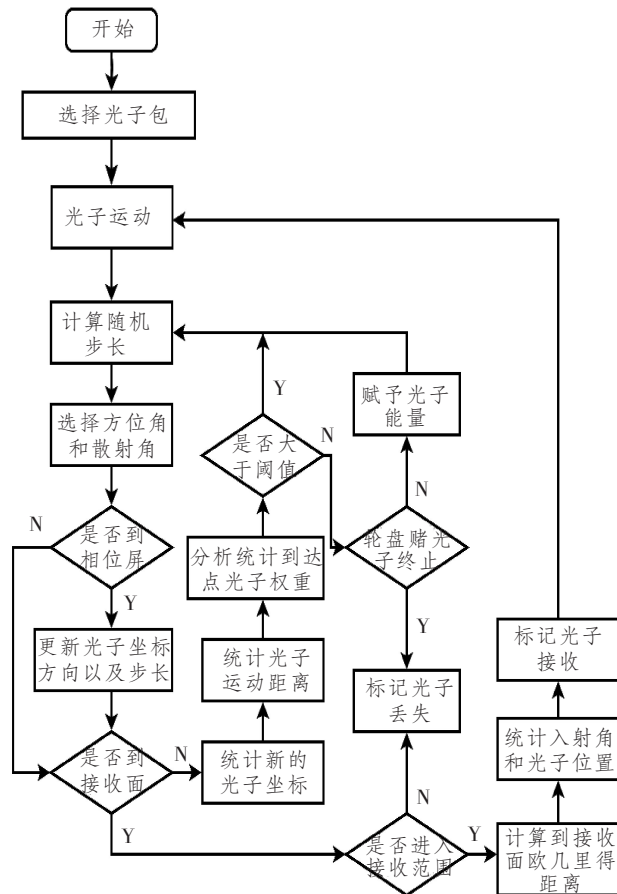 开始
选择光子包
光子运动
计算随机
步长
选择方位角
和散射角
是否到
相位屏
N
Y
更新光子坐标
方向以及步长
是否到
接收面
N
Y
统计新的
光子坐标
统计光子
运动距离
分析统计到达
点光子权重
是否大
于阈值
Y
N
轮盘赌光
子终止
N
Y
赋予光子
能量
标记光子
丢失
是否进入
接收范围
N
Y
计算到接收
面欧几里得
距离
统计入射角
和光子位置
标记光子
接收